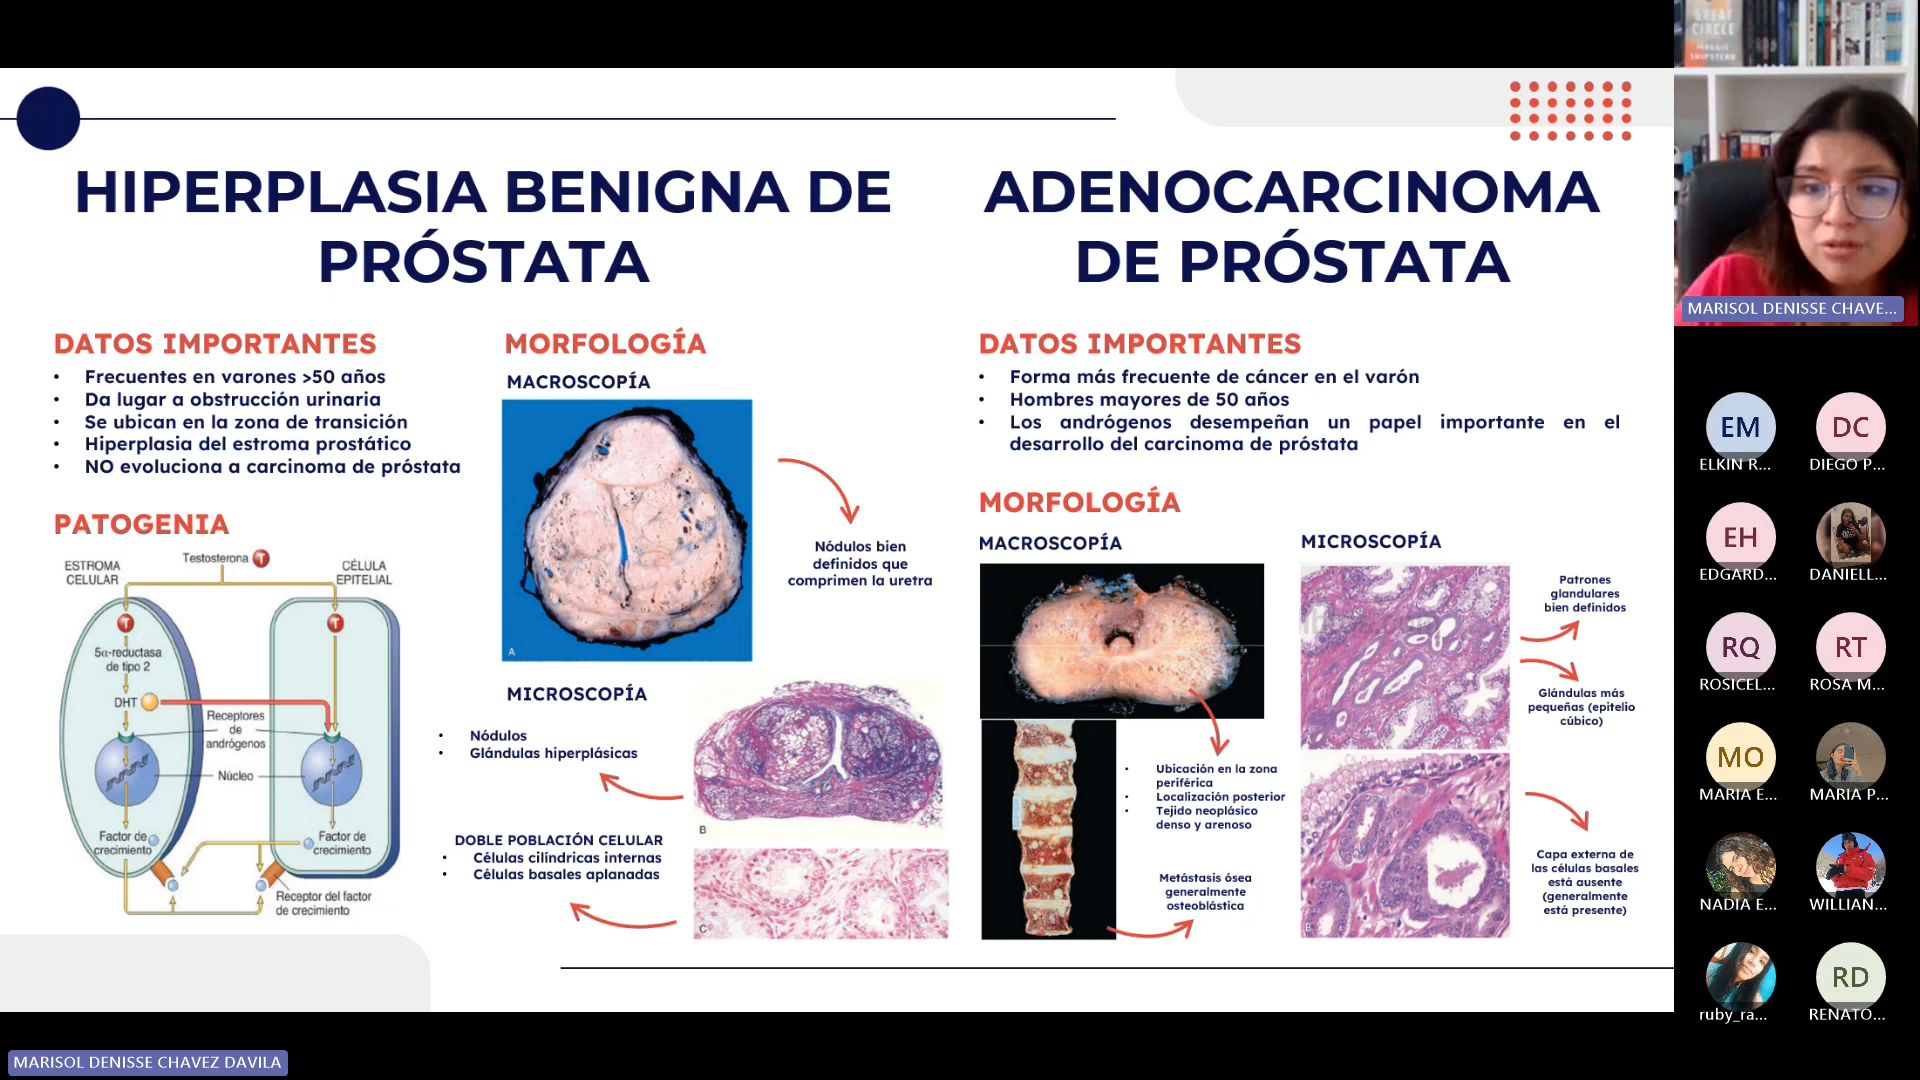 HIPERPLASIA BENIGNA DE
PRÓSTATA
DATOS IMPORTANTES
• Frecuentes en varones >50 años
• Da lugar a obstrucción urinaria
• Se ubican en la zona de transición
• Hiperplasia del estroma prostático
• NO evoluciona a carcinoma de próstata
PATOGENIA
Testosterona T
ESTROMA
CELULAR
CÉLULA
EPITELIAL
T
T
5α-reductasa
de tipo 2
DHT
Receptores
de
andrógenos
Núcleo
Factor de
crecimiento
Factor de
crecimiento
Receptor del factor
de crecimiento
MORFOLOGÍA
MACROSCOPÍA
A
Nódulos bien
definidos que
comprimen la uretra
MICROSCOPÍA
• Nódulos
• Glándulas hiperplásicas
B
DOBLE POBLACIÓN CELULAR
• Células cilíndricas internas
• Células basales aplanadas
C
ADENOCARCINOMA
DE PRÓSTATA
DATOS IMPORTANTES
• Forma más frecuente de cáncer en el varón
• Hombres mayores de 50 años
• Los andrógenos desempeñan un papel importante en el
desarrollo del carcinoma de próstata
MORFOLOGÍA
MACROSCOPÍA
• Ubicación en la zona
periférica
• Localización posterior
• Tejido neoplásico
denso y arenoso
Metástasis ósea
generalmente
osteoblástica
MICROSCOPÍA
Patrones
glandulares
bien definidos
Glándulas más
pequeñas (epitelio
cúbico)
Capa externa de
las células basales
está ausente
(generalmente
está presente)
GREAT
CIRCLE
MAGGIE
SHIPSTEAD
MARISOL DENISSE CHAVE...
EM
ELKIN R...
DC
DIEGO P...
EH
EDGARD...
DANIELL...
RQ
ROSICEL...
RT
ROSA M...
MO
MARIA E...
MARIA P...
NADIA E...
WILLIAN...
ruby_ra...
RD
RENATO...
MARISOL DENISSE CHAVEZ DAVILA